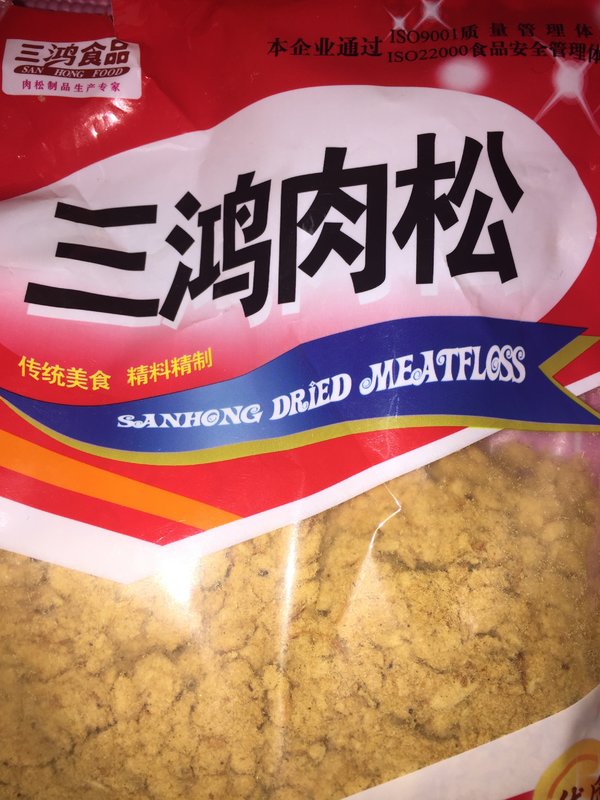 三鸿食品
SAN HONG FOOD
肉松制品生产专家
本企业通过
ISO9001质量管理体
ISO22000食品安全管理体
三鸿肉松
传统美食 精料精制
SANHONG DRIED MEATFLOSS